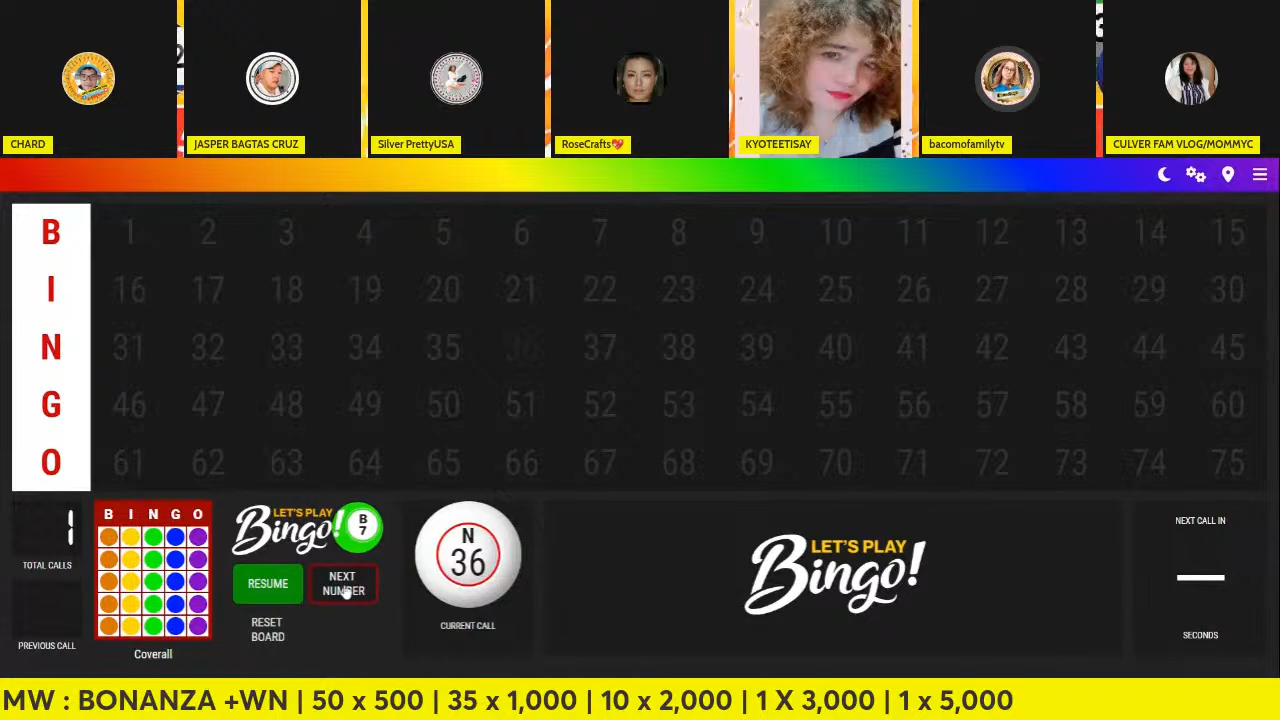 CHARD
JASPER BAGTAS CRUZ
Silver PrettyUSA
RoseCrafts💖
KYOTEETISAY
bacomofamilytv
CULVER FAM VLOG/MOMMYC
B 1 2 3 4 5 6 7 8 9 10 11 12 13 14 15
I 16 17 18 19 20 21 22 23 24 25 26 27 28 29 30
N 31 32 33 34 35 36 37 38 39 40 41 42 43 44 45
G 46 47 48 49 50 51 52 53 54 55 56 57 58 59 60
O 61 62 63 64 65 66 67 68 69 70 71 72 73 74 75
1
TOTAL CALLS
PREVIOUS CALL
B I N G O
Coverall
LET'S PLAY
Bingo!
B
7
RESUME
NEXT
NUMBER
RESET
BOARD
N
36
CURRENT CALL
LET'S PLAY
Bingo!
NEXT CALL IN
SECONDS
MW : BONANZA +WN | 50 x 500 | 35 x 1,000 | 10 x 2,000 | 1 X 3,000 | 1 x 5,000